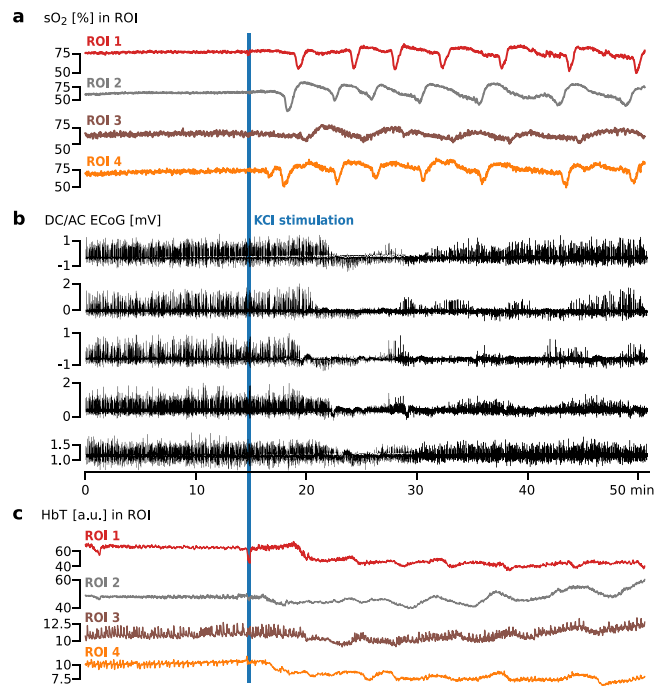 a sO₂ [%] in ROI
ROI 1
75
50
ROI 2
75
50
ROI 3
75
50
ROI 4
75
50
b DC/AC ECoG [mV] KCl stimulation
1
-1
2
0
1
-1
2
0
1.5
1.0
0 10 20 30 40 50 min
c HbT [a.u.] in ROI
ROI 1
60
40
ROI 2
60
40
ROI 3
12.5
10
ROI 4
10
7.5